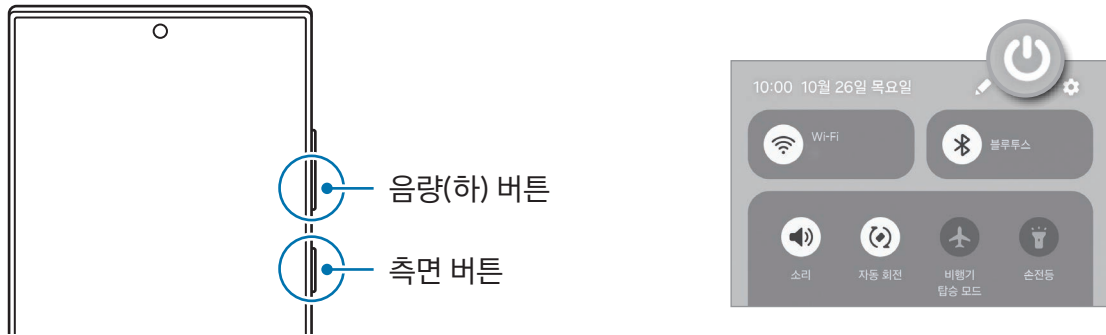 음량(하) 버튼
측면 버튼
10:00 10월 26일 목요일
Wi-Fi
블루투스
소리
자동 회전
비행기
탑승 모드
손전등